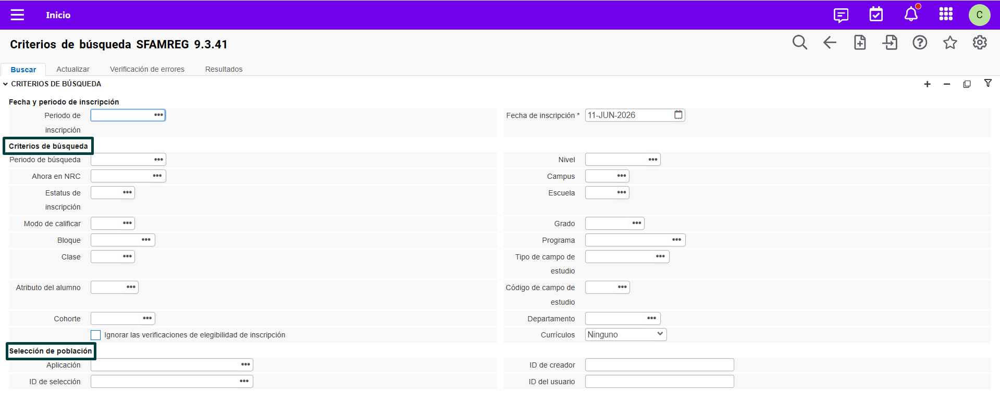 Inicio
C
Criterios de búsqueda SFAMREG 9.3.41
Buscar Actualizar Verificación de errores Resultados
CRITERIOS DE BÚSQUEDA
Fecha y periodo de inscripción
Periodo de inscripción
Fecha de inscripción * 11-JUN-2026
Criterios de búsqueda
Periodo de búsqueda
Nivel
Ahora en NRC
Campus
Estatus de inscripción
Escuela
Modo de calificar
Grado
Bloque
Programa
Clase
Tipo de campo de estudio
Atributo del alumno
Código de campo de estudio
Cohorte
Departamento
Ignorar las verificaciones de elegibilidad de inscripción
Currículos Ninguno
Selección de población
Aplicación
ID de creador
ID de selección
ID del usuario